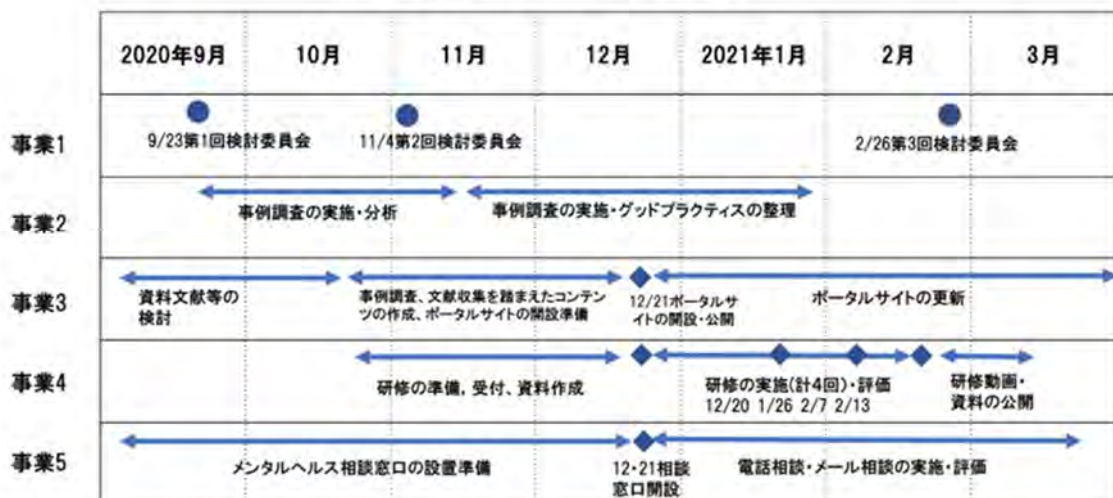 2020年9月 10月 11月 12月 2021年1月 2月 3月
事業1
9/23第1回検討委員会 11/4第2回検討委員会 2/26第3回検討委員会
事業2
事例調査の実施・分析 事例調査の実施・グッドプラクティスの整理
事業3
資料文献等の
検討
事例調査、文献収集を踏まえたコンテン
ツの作成、ポータルサイトの開設準備
12/21ポータルサ
イトの開設・公開
ポータルサイトの更新
事業4
研修の準備, 受付、資料作成
研修の実施(計4回)・評価
12/20 1/26 2/7 2/13
研修動画・
資料の公開
事業5
メンタルヘルス相談窓口の設置準備
12・21相談
窓口開設
電話相談・メール相談の実施・評価